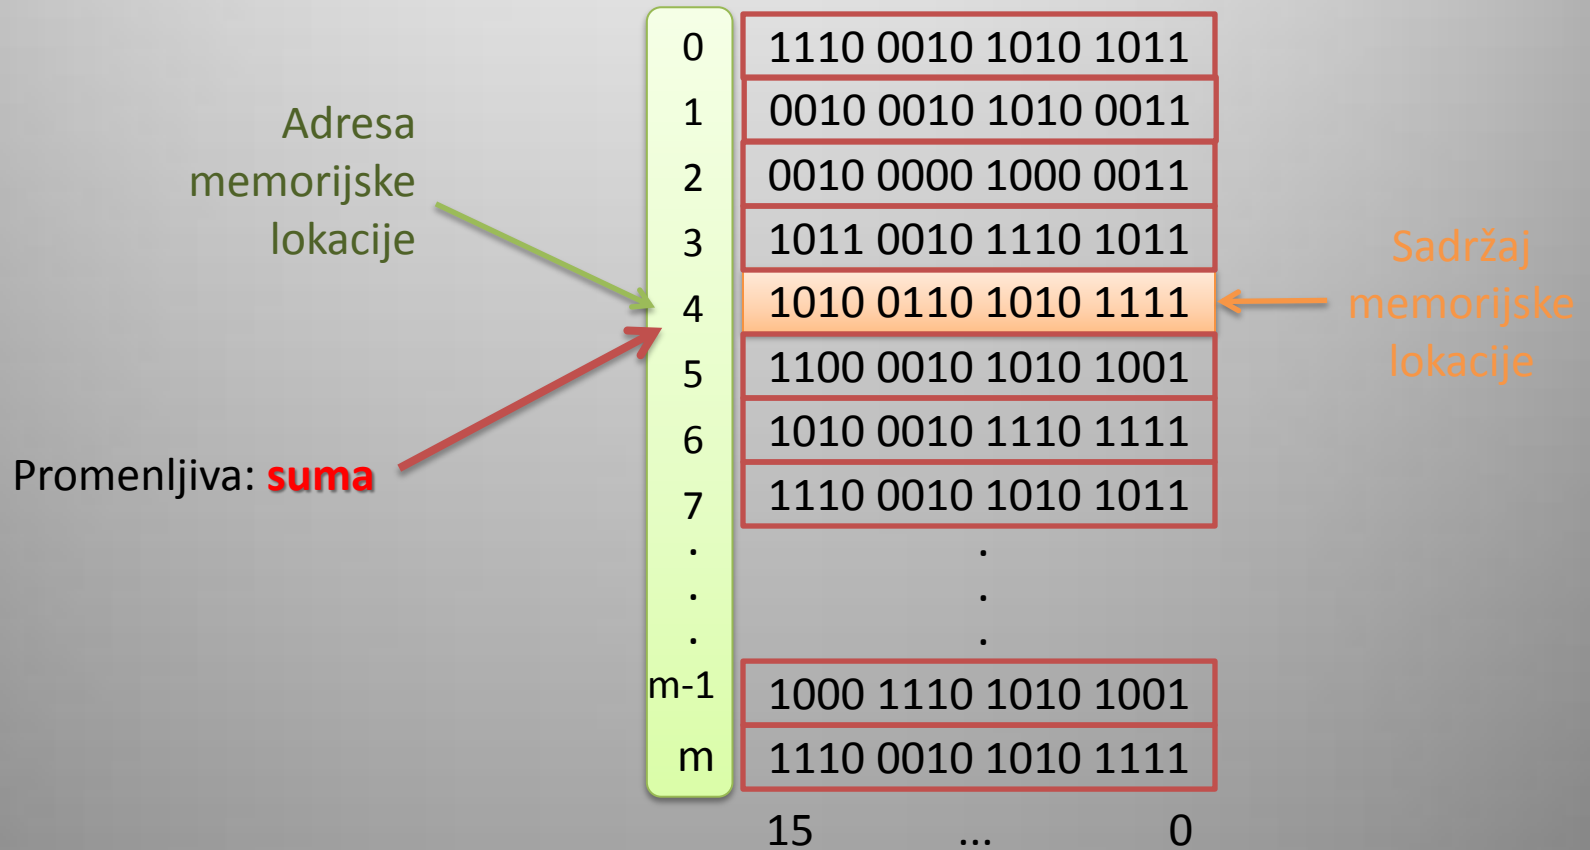 0 1110 0010 1010 1011
1 0010 0010 1010 0011
2 0010 0000 1000 0011
3 1011 0010 1110 1011
4 1010 0110 1010 1111
5 1100 0010 1010 1001
6 1010 0010 1110 1111
7 1110 0010 1010 1011
. .
. .
. .
m-1 1000 1110 1010 1001
m 1110 0010 1010 1111
15 ... 0
Adresa
memorijske
lokacije
Promenljiva: suma
Sadržaj
memorijske
lokacije